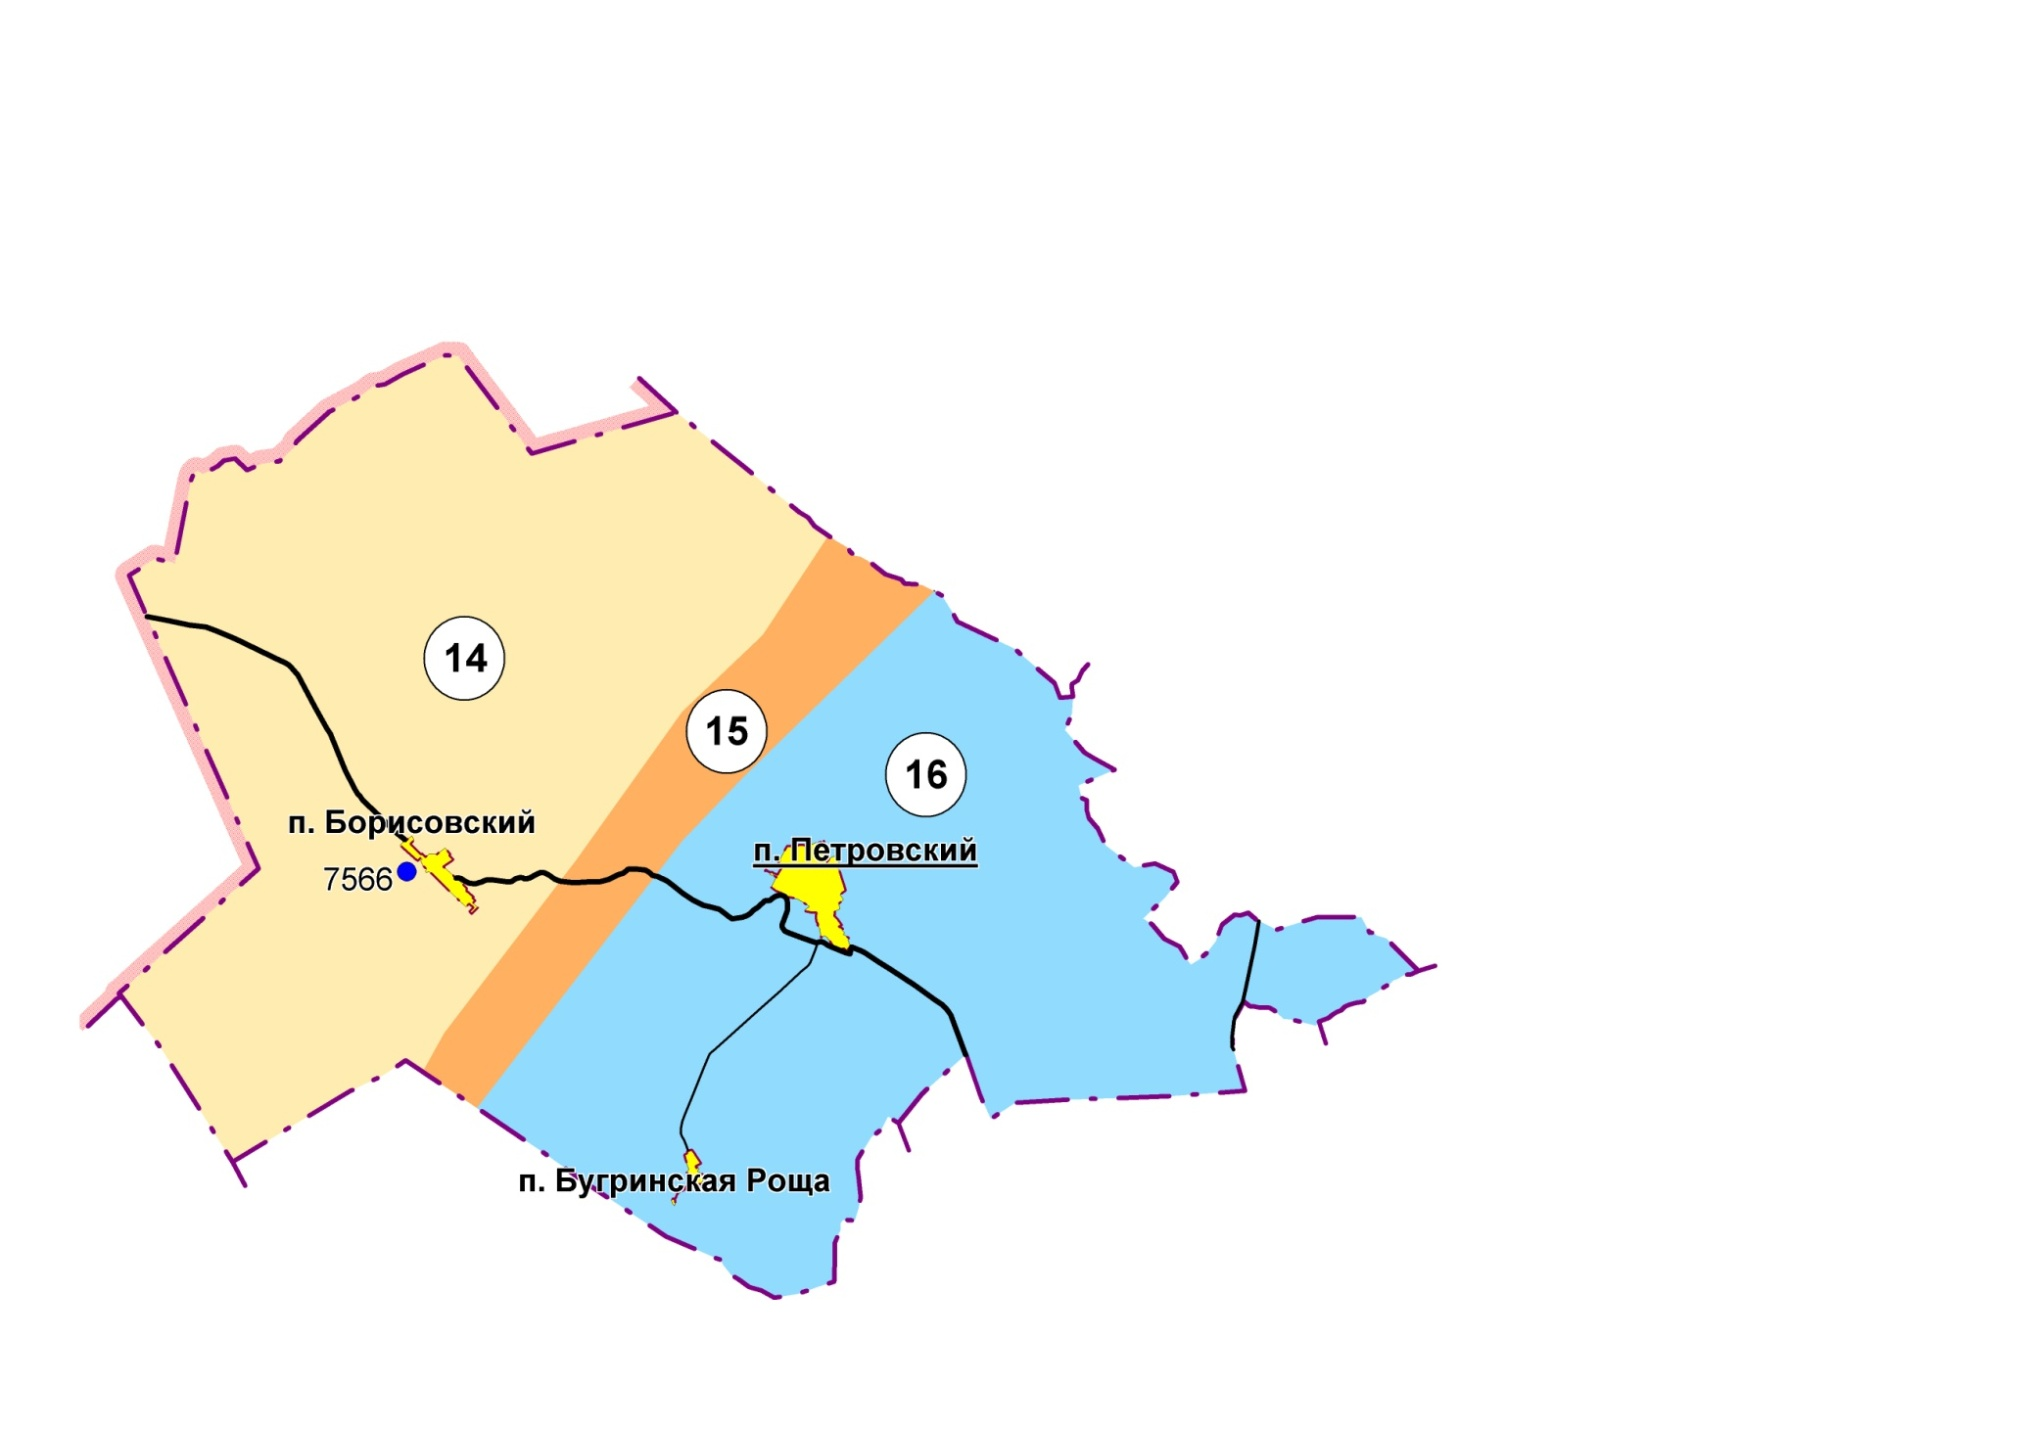 14
15
16
п. Борисовский
7566
п. Петровский
п. Бугринская Роща